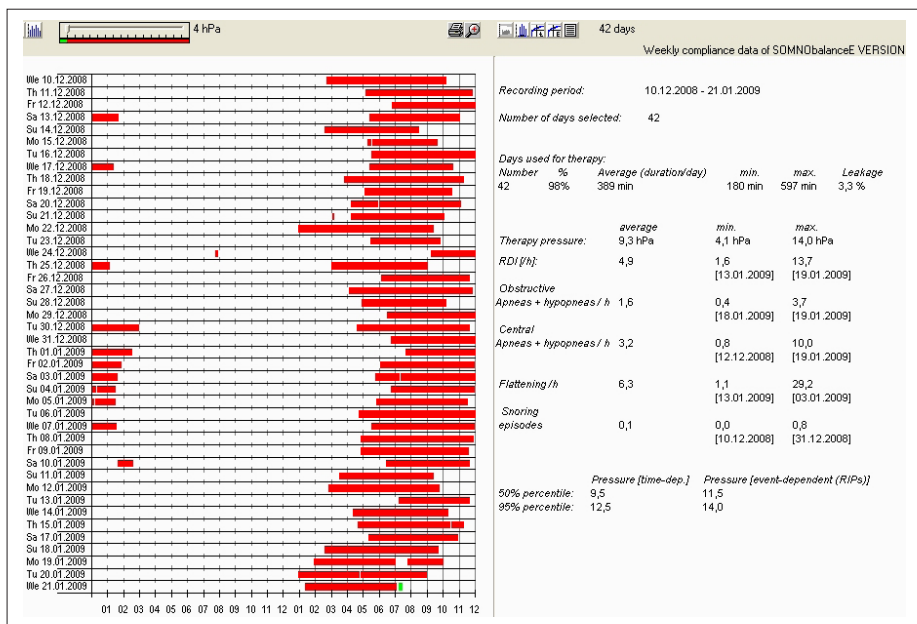 4 hPa
42 days
Weekly compliance data of SOMNObalanceE VERSION
We 10.12.2008
Th 11.12.2008
Fr 12.12.2008
Sa 13.12.2008
Su 14.12.2008
Mo 15.12.2008
Tu 16.12.2008
We 17.12.2008
Th 18.12.2008
Fr 19.12.2008
Sa 20.12.2008
Su 21.12.2008
Mo 22.12.2008
Tu 23.12.2008
We 24.12.2008
Th 25.12.2008
Fr 26.12.2008
Sa 27.12.2008
Su 28.12.2008
Mo 29.12.2008
Tu 30.12.2008
We 31.12.2008
Th 01.01.2009
Fr 02.01.2009
Sa 03.01.2009
Su 04.01.2009
Mo 05.01.2009
Tu 06.01.2009
We 07.01.2009
Th 08.01.2009
Fr 09.01.2009
Sa 10.01.2009
Su 11.01.2009
Mo 12.01.2009
Tu 13.01.2009
We 14.01.2009
Th 15.01.2009
Sa 17.01.2009
Su 18.01.2009
Mo 19.01.2009
Tu 20.01.2009
We 21.01.2009
01 02 03 04 05 06 07 08 09 10 11 12 01 02 03 04 05 06 07 08 09 10 11 12
Recording period: 10.12.2008 - 21.01.2009
Number of days selected: 42
Days used for therapy:
Number % Average (duration/day) min. max. Leakage
42 98% 389 min 180 min 597 min 3,3 %
average min. max.
Therapy pressure: 9,3 hPa 4,1 hPa 14,0 hPa
RDI [/h]: 4,9 1,6 13,7
[13.01.2009] [19.01.2009]
Obstructive
Apneas + hypopneas / h 1,6 0,4 3,7
[18.01.2009] [19.01.2009]
Central
Apneas + hypopneas / h 3,2 0,8 10,0
[12.12.2008] [19.01.2009]
Flattening /h 6,3 1,1 29,2
[13.01.2009] [03.01.2009]
Snoring
episodes 0,1 0,0 0,8
[10.12.2008] [31.12.2008]
Pressure [time-dep.] Pressure [event-dependent (RIPs)]
50% percentile: 9,5 11,5
95% percentile: 12,5 14,0